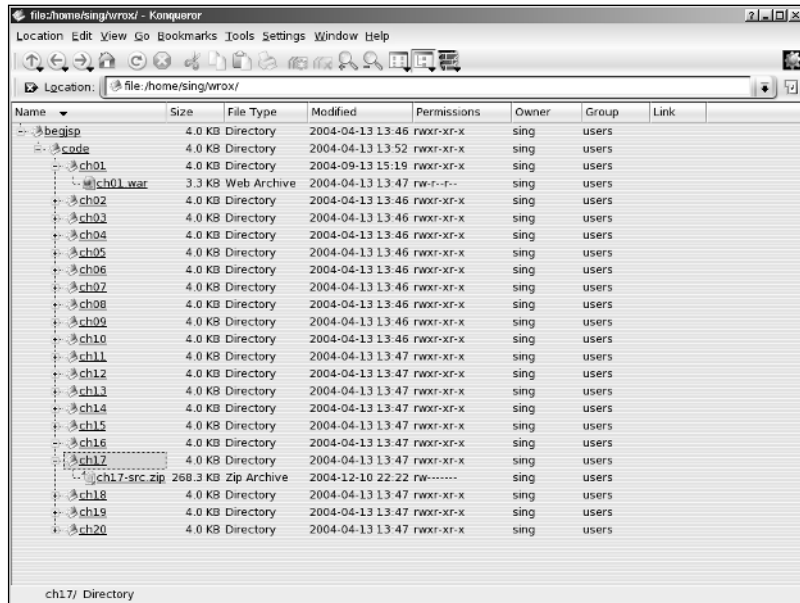 file:/home/sing/wrox/ - Konqueror
Location Edit View Go Bookmarks Tools Settings Window Help
Location: file:/home/sing/wrox/
Name Size File Type Modified Permissions Owner Group Link
begjsp 4.0 KB Directory 2004-04-13 13:46 rwxr-xr-x sing users
code 4.0 KB Directory 2004-04-13 13:52 rwxr-xr-x sing users
ch01 4.0 KB Directory 2004-09-13 15:19 rwxr-xr-x sing users
ch01.war 3.3 KB Web Archive 2004-04-13 13:47 rw-r--r-- sing users
ch02 4.0 KB Directory 2004-04-13 13:46 rwxr-xr-x sing users
ch03 4.0 KB Directory 2004-04-13 13:46 rwxr-xr-x sing users
ch04 4.0 KB Directory 2004-04-13 13:46 rwxr-xr-x sing users
ch05 4.0 KB Directory 2004-04-13 13:46 rwxr-xr-x sing users
ch06 4.0 KB Directory 2004-04-13 13:46 rwxr-xr-x sing users
ch07 4.0 KB Directory 2004-04-13 13:46 rwxr-xr-x sing users
ch08 4.0 KB Directory 2004-04-13 13:46 rwxr-xr-x sing users
ch09 4.0 KB Directory 2004-04-13 13:46 rwxr-xr-x sing users
ch10 4.0 KB Directory 2004-04-13 13:46 rwxr-xr-x sing users
ch11 4.0 KB Directory 2004-04-13 13:47 rwxr-xr-x sing users
ch12 4.0 KB Directory 2004-04-13 13:47 rwxr-xr-x sing users
ch13 4.0 KB Directory 2004-04-13 13:47 rwxr-xr-x sing users
ch14 4.0 KB Directory 2004-04-13 13:47 rwxr-xr-x sing users
ch15 4.0 KB Directory 2004-04-13 13:47 rwxr-xr-x sing users
ch16 4.0 KB Directory 2004-04-13 13:47 rwxr-xr-x sing users
ch17 4.0 KB Directory 2004-04-13 13:47 rwxr-xr-x sing users
ch17-src.zip 268.3 KB Zip Archive 2004-12-10 22:22 rw------- sing users
ch18 4.0 KB Directory 2004-04-13 13:47 rwxr-xr-x sing users
ch19 4.0 KB Directory 2004-04-13 13:47 rwxr-xr-x sing users
ch20 4.0 KB Directory 2004-04-13 13:47 rwxr-xr-x sing users
ch17/ Directory